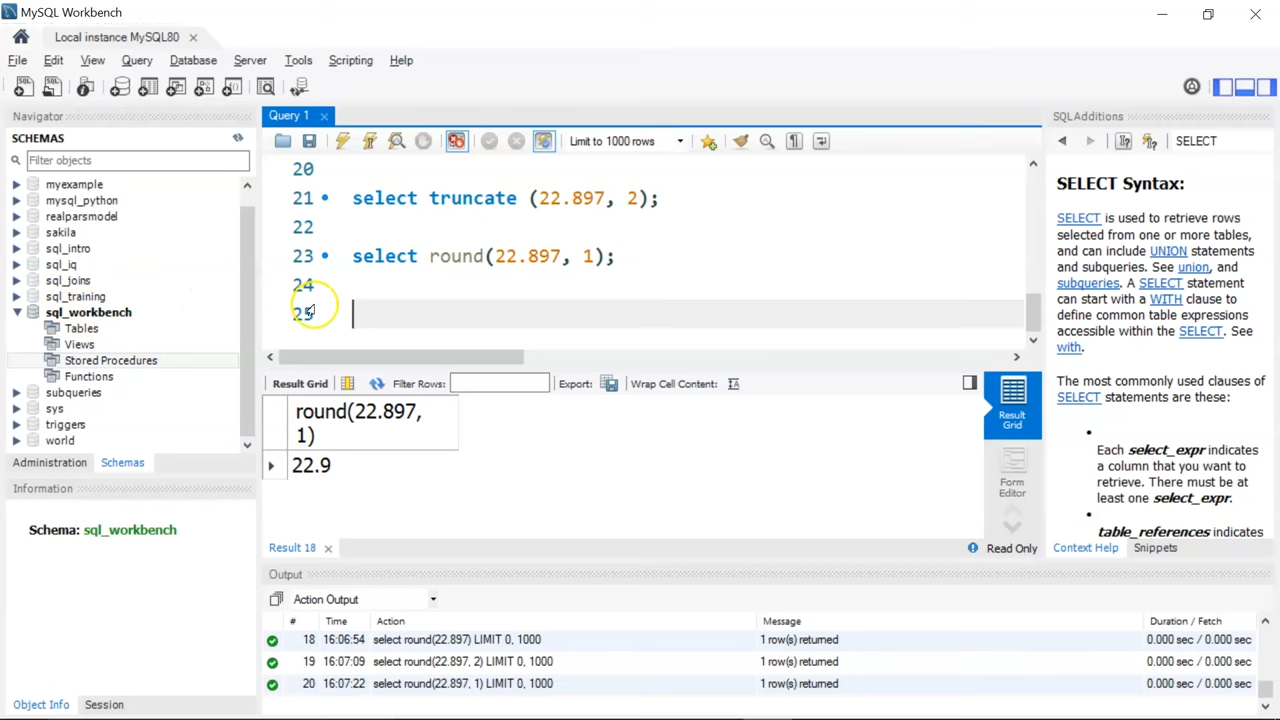 MySQL Workbench
Local instance MySQL80
File Edit View Query Database Server Tools Scripting Help
Navigator
SCHEMAS
Filter objects
myexample
mysql_python
realparsmodel
sakila
sql_intro
sql_iq
sql_joins
sql_training
sql_workbench
Tables
Views
Stored Procedures
Functions
subqueries
sys
triggers
world
Administration Schemas
Information
Schema: sql_workbench
Object Info Session
Query 1
Limit to 1000 rows
20
21 select truncate (22.897, 2);
22
23 select round(22.897, 1);
24
25
Result Grid Filter Rows: Export: Wrap Cell Content:
round(22.897,
1)
22.9
Result
Grid
Form
Editor
Result 18
Read Only
Output
Action Output
# Time Action Message Duration / Fetch
18 16:06:54 select round(22.897) LIMIT 0, 1000 1 row(s) returned 0.000 sec / 0.000 sec
19 16:07:09 select round(22.897, 2) LIMIT 0, 1000 1 row(s) returned 0.000 sec / 0.000 sec
20 16:07:22 select round(22.897, 1) LIMIT 0, 1000 1 row(s) returned 0.000 sec / 0.000 sec
SQLAdditions
SELECT
SELECT Syntax:
SELECT is used to retrieve rows
selected from one or more tables,
and can include UNION statements
and subqueries. See union, and
subqueries. A SELECT statement
can start with a WITH clause to
define common table expressions
accessible within the SELECT. See
with.
The most commonly used clauses of
SELECT statements are these:
Each select_expr indicates
a column that you want to
retrieve. There must be at
least one select_expr.
table_references indicates
Context Help Snippets